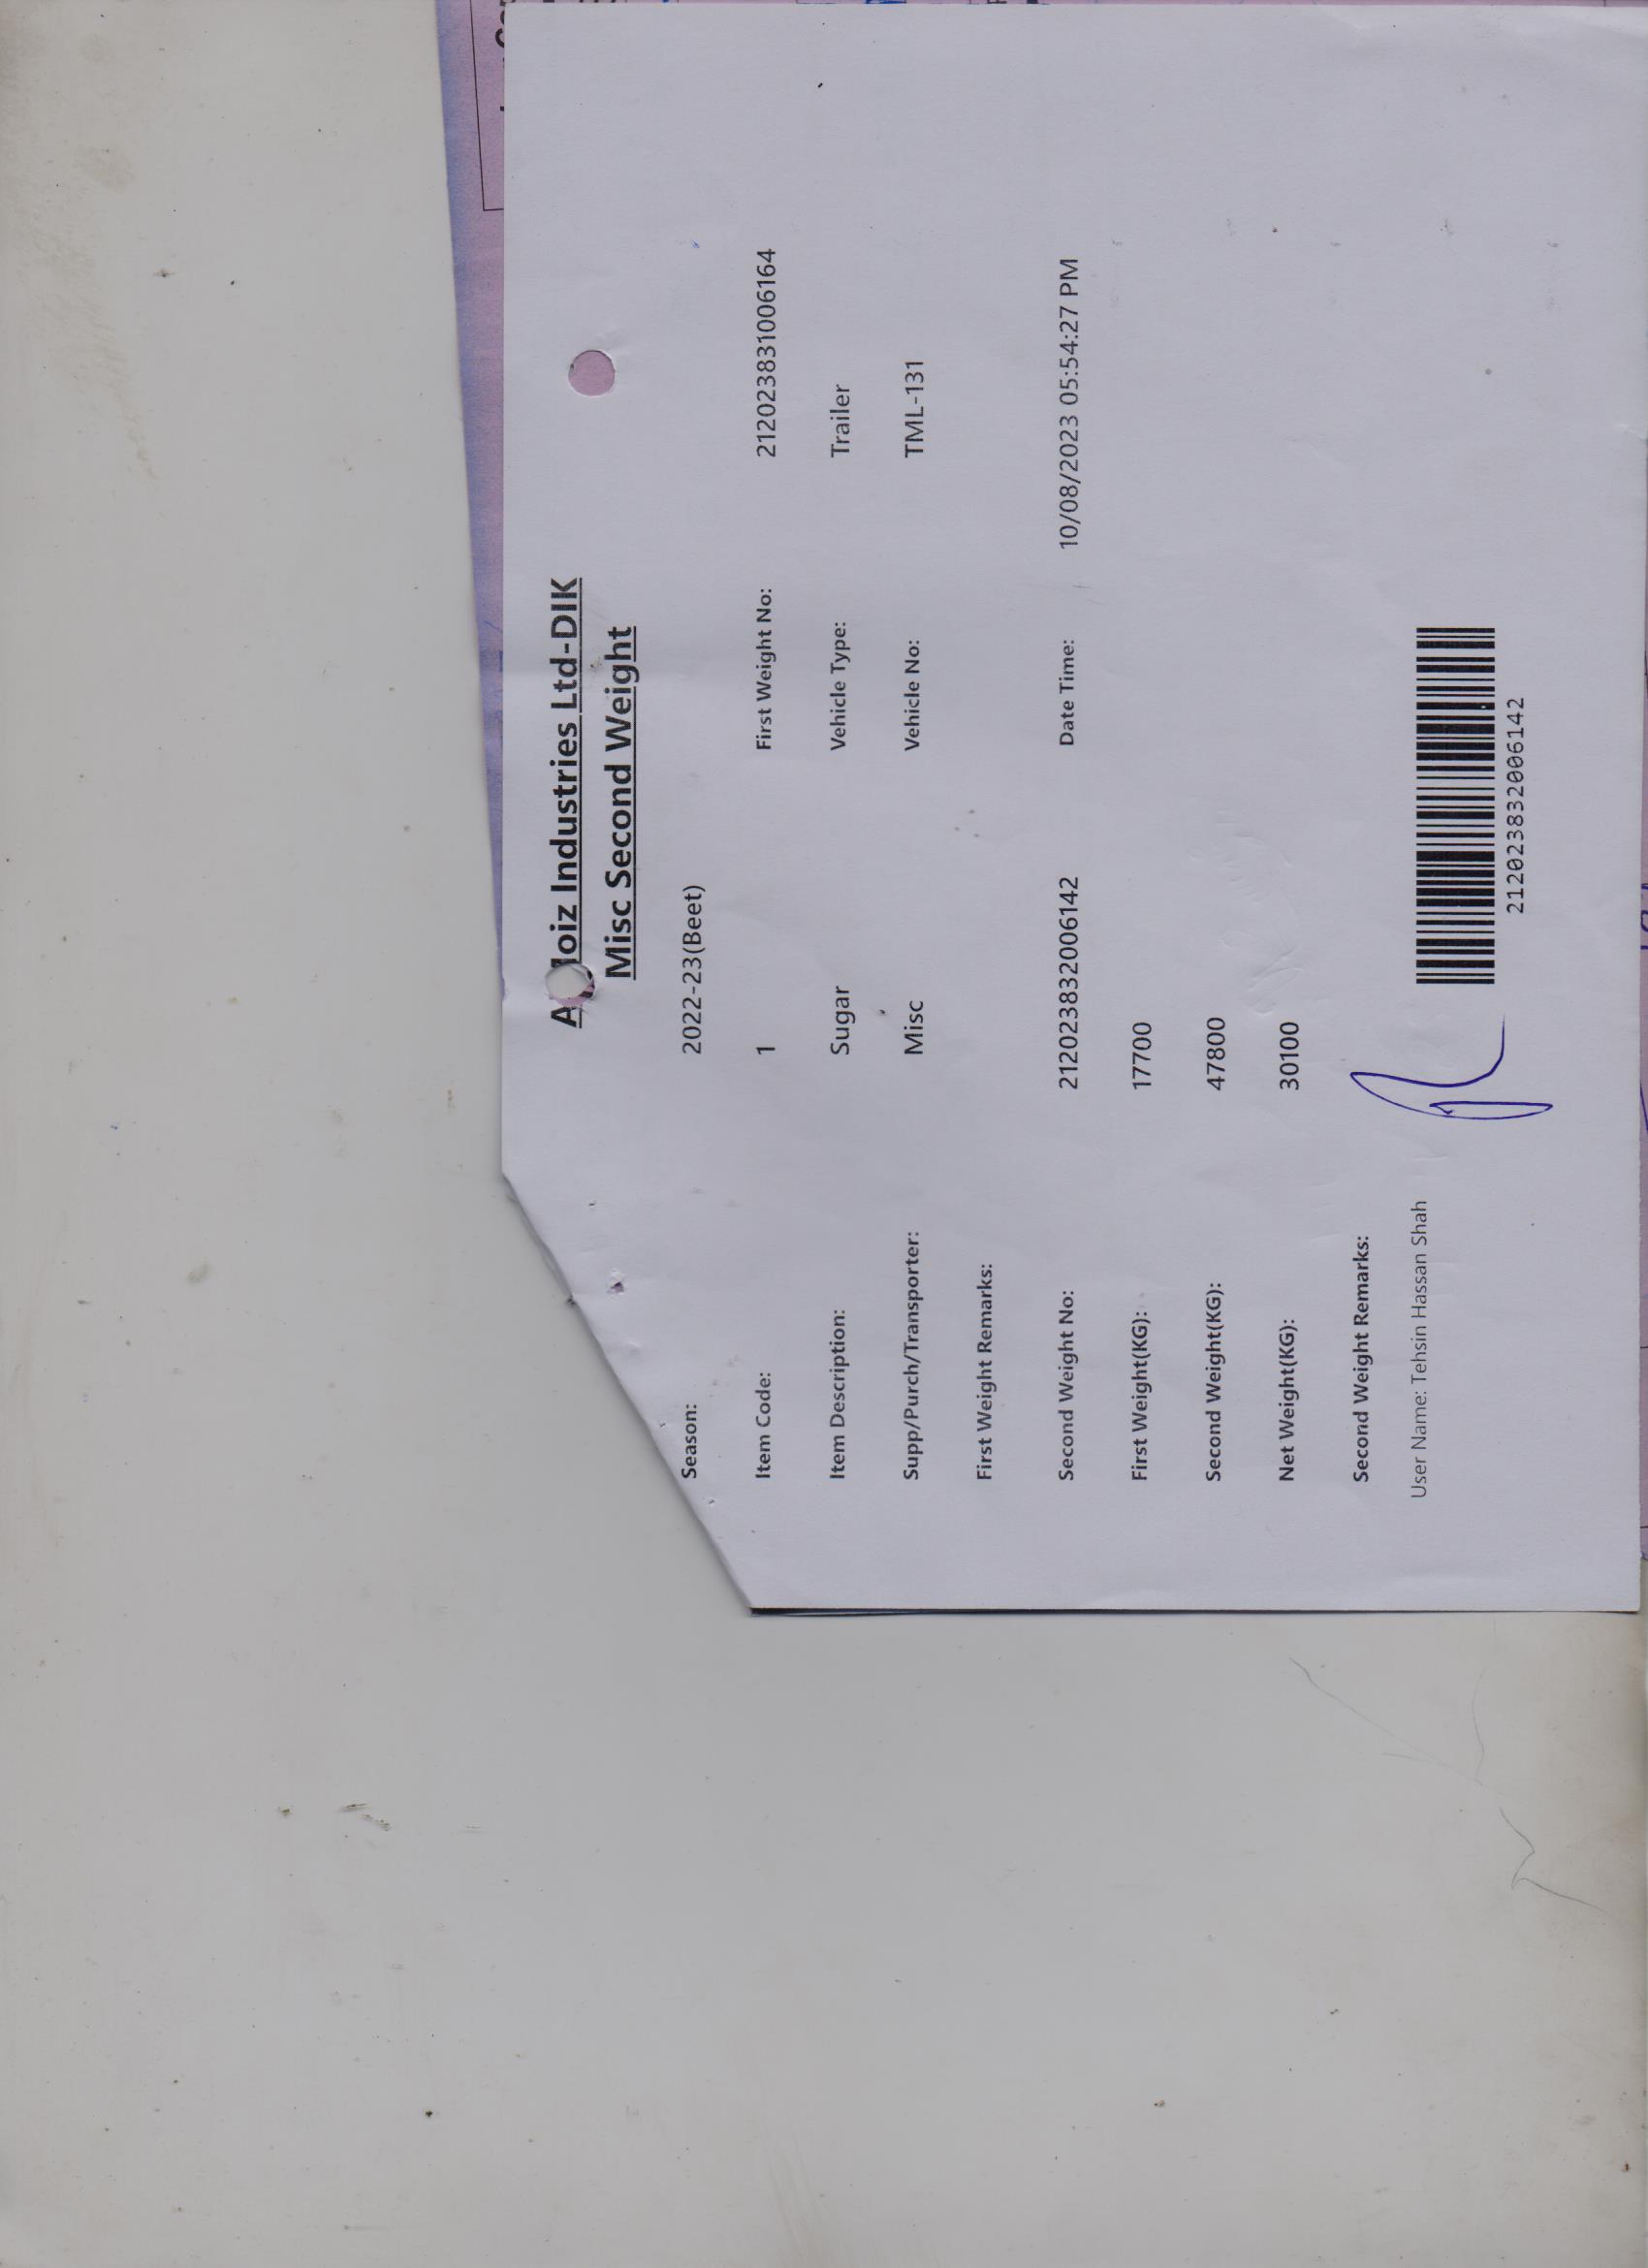 Industries Ltd-DIK
Misc Second Weight
Season: 2022-23(Beet)
Item Code: 1 First Weight No: 2120238310061​64
Item Description: Sugar Vehicle Type: Trailer
Supp/Purch/Transporter: Misc Vehicle No: TML-131
First Weight Remarks:
Second Weight No: 212023832006142 Date Time: 10/08/2023 05:54:27 PM
First Weight(KG): 17700
Second Weight(KG): 47800
Net Weight(KG): 30100
Second Weight Remarks:
User Name: Tehsin Hassan Shah
212023832006142